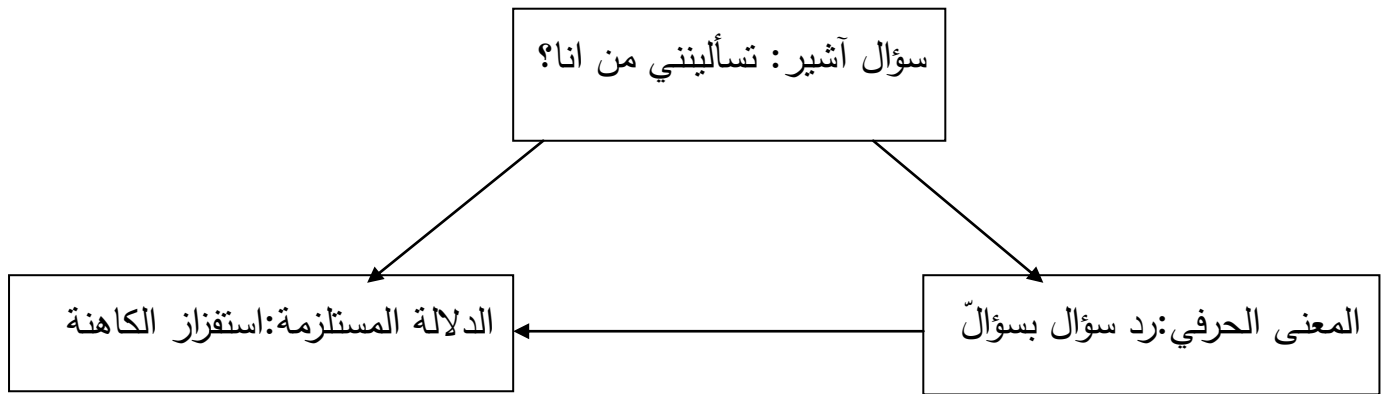 سؤال آشير: تسألينني من انا؟
المعنى الحرفي:رد سؤال بسؤالّ
الدلالة المستلزمة:استفزاز الكاهنة